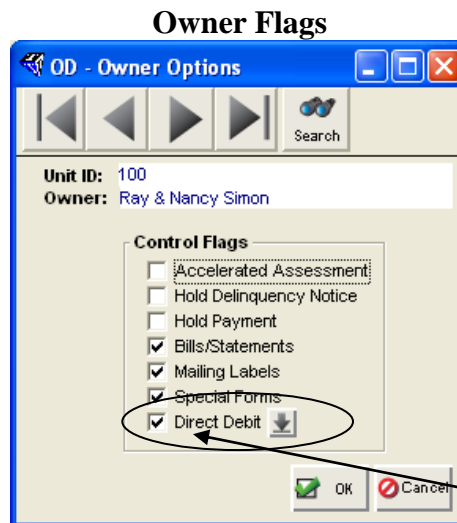 Owner Flags
OD - Owner Options
Search
Unit ID: 100
Owner: Ray & Nancy Simon
Control Flags
Accelerated Assessment
Hold Delinquency Notice
Hold Payment
Bills/Statements
Mailing Labels
Special Forms
Direct Debit
OK Cancel